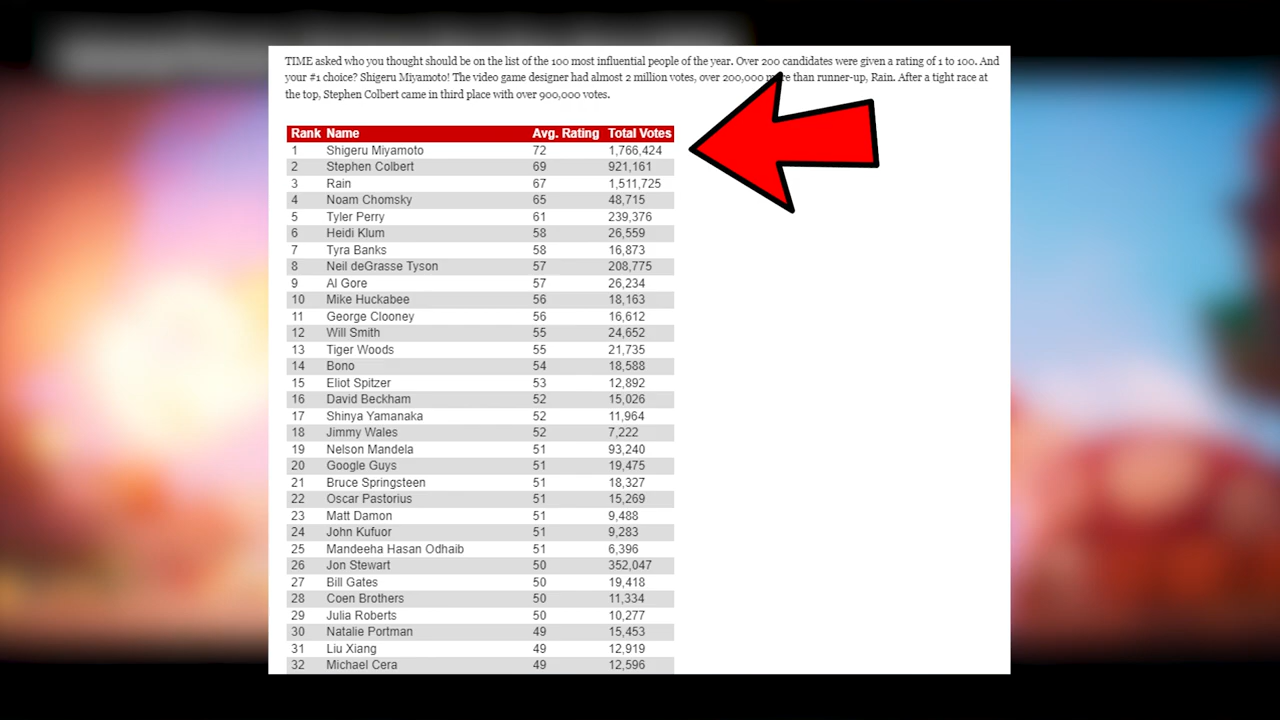 TIME asked who you thought should be on the list of the 100 most influential people of the year. Over 200 candidates were given a rating of 1 to 100. And
your #1 choice? Shigeru Miyamoto! The video game designer had almost 2 million votes, over 200,000 than runner-up, Rain. After a tight race at
the top, Stephen Colbert came in third place with over 900,000 votes.
Rank Name Avg. Rating Total Votes
1 Shigeru Miyamoto 72 1,766,424
2 Stephen Colbert 69 921,161
3 Rain 67 1,511,725
4 Noam Chomsky 65 48,715
5 Tyler Perry 61 239,376
6 Heidi Klum 58 26,559
7 Tyra Banks 58 16,873
8 Neil deGrasse Tyson 57 208,775
9 Al Gore 57 26,234
10 Mike Huckabee 56 18,163
11 George Clooney 56 16,612
12 Will Smith 55 24,652
13 Tiger Woods 55 21,735
14 Bono 54 18,588
15 Eliot Spitzer 53 12,892
16 David Beckham 52 15,026
17 Shinya Yamanaka 52 11,964
18 Jimmy Wales 52 7,222
19 Nelson Mandela 51 93,240
20 Google Guys 51 19,475
21 Bruce Springsteen 51 18,327
22 Oscar Pastorius 51 15,269
23 Matt Damon 51 9,488
24 John Kufuor 51 9,283
25 Mandeeha Hasan Odhaib 51 6,396
26 Jon Stewart 50 352,047
27 Bill Gates 50 19,418
28 Coen Brothers 50 11,334
29 Julia Roberts 50 10,277
30 Natalie Portman 49 15,453
31 Liu Xiang 49 12,919
32 Michael Cera 49 12,596